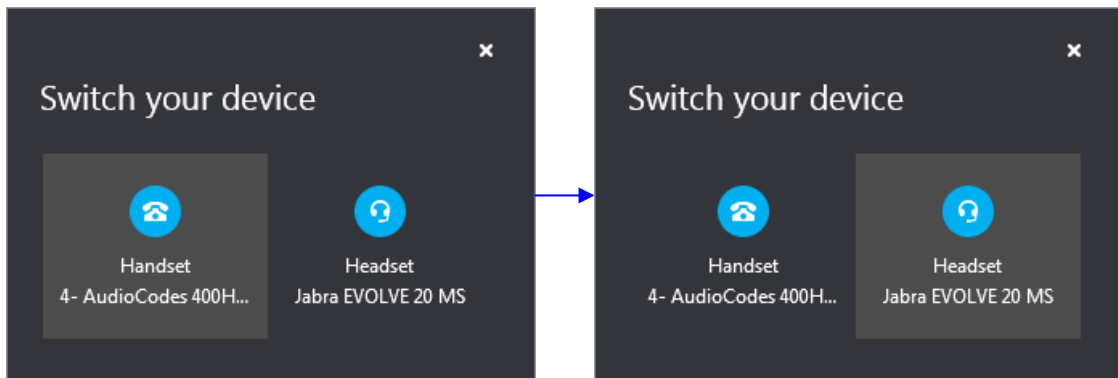 Switch your device
Handset
4- AudioCodes 400H...
Headset
Jabra EVOLVE 20 MS
Switch your device
Handset
4- AudioCodes 400H...
Headset
Jabra EVOLVE 20 MS